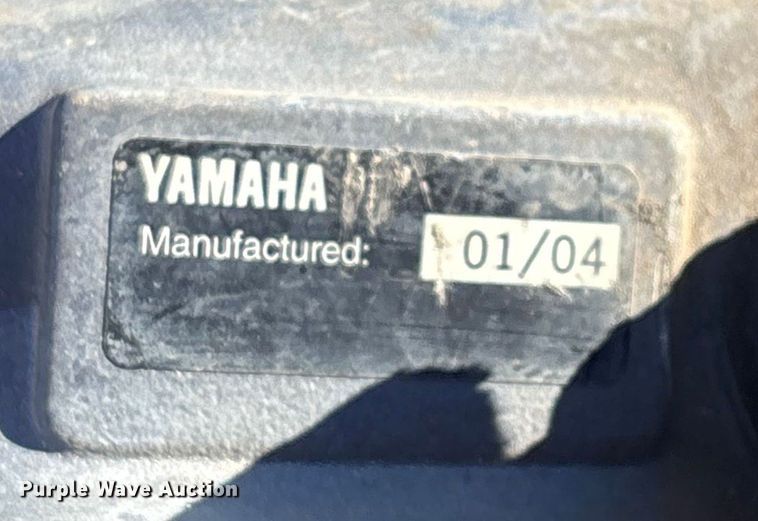 YAMAHA
Manufactured: 01/04
Purple Wave Auction